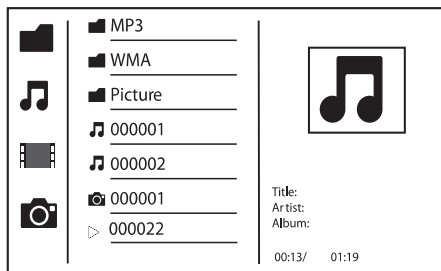 MP3
WMA
Picture
000001
000002
000001
000022
Title:
Artist:
Album:
00:13/ 01:19